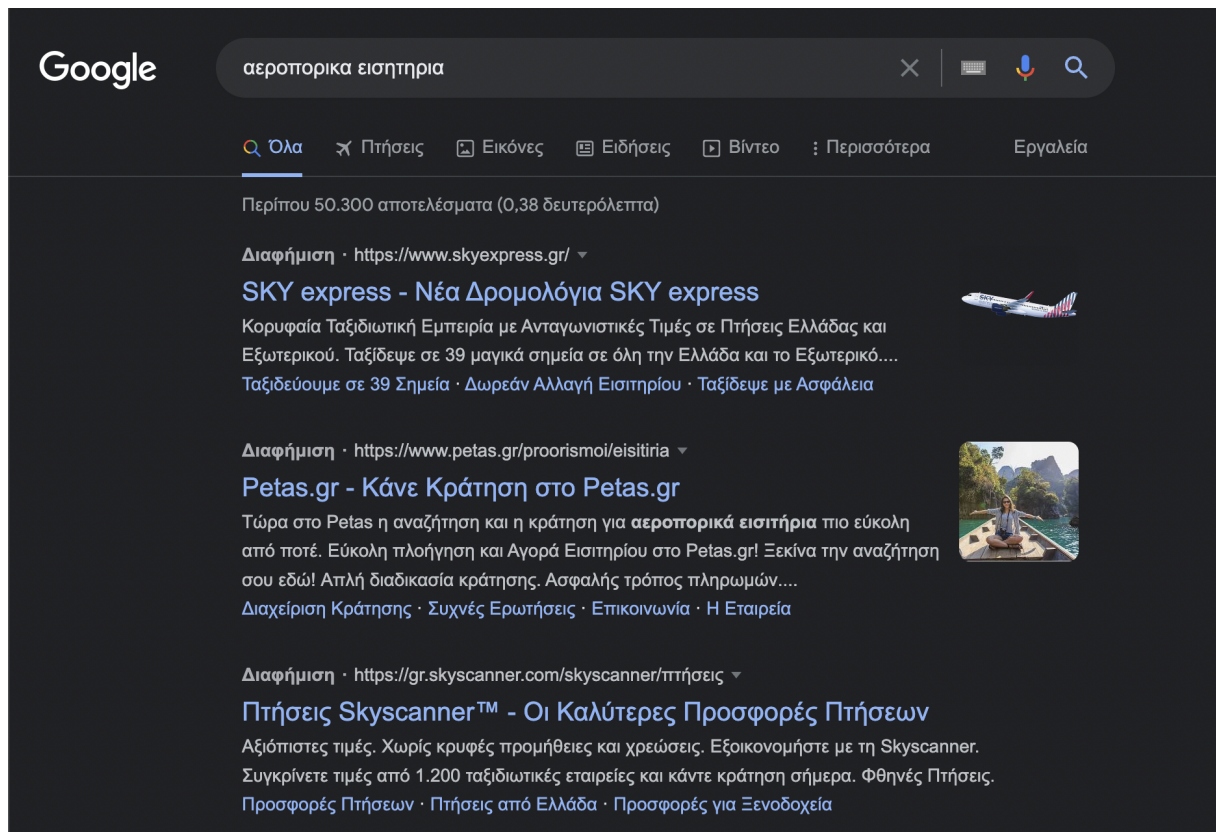 Google
αεροπορικα εισητηρια
Όλα Πτήσεις Εικόνες Ειδήσεις Βίντεο Περισσότερα Εργαλεία
Περίπου 50.300 αποτελέσματα (0,38 δευτερόλεπτα)
Διαφήμιση · https://www.skyexpress.gr/
SKY express - Νέα Δρομολόγια SKY express
SKY
Κορυφαία Ταξιδιωτική Εμπειρία με Ανταγωνιστικές Τιμές σε Πτήσεις Ελλάδας και
Εξωτερικού. Ταξίδεψε σε 39 μαγικά σημεία σε όλη την Ελλάδα και το Εξωτερικό....
Ταξιδεύουμε σε 39 Σημεία · Δωρεάν Αλλαγή Εισιτηρίου · Ταξίδεψε με Ασφάλεια
Διαφήμιση · https://www.petas.gr/proorismoi/eisitiria
Petas.gr - Κάνε Κράτηση στο Petas.gr
Τώρα στο Petas η αναζήτηση και η κράτηση για αεροπορικά εισιτήρια πιο εύκολη
από ποτέ. Εύκολη πλοήγηση και Αγορά Εισιτηρίου στο Petas.gr! Ξεκίνα την αναζήτηση
σου εδώ! Απλή διαδικασία κράτησης. Ασφαλής τρόπος πληρωμών....
Διαχείριση Κράτησης · Συχνές Ερωτήσεις · Επικοινωνία · Η Εταιρεία
Διαφήμιση · https://gr.skyscanner.com/skyscanner/πτήσεις
Πτήσεις Skyscanner™ - Οι Καλύτερες Προσφορές Πτήσεων
Αξιόπιστες τιμές. Χωρίς κρυφές προμήθειες και χρεώσεις. Εξοικονομήστε με τη Skyscanner.
Συγκρίνετε τιμές από 1.200 ταξιδιωτικές εταιρείες και κάντε κράτηση σήμερα. Φθηνές Πτήσεις.
Προσφορές Πτήσεων · Πτήσεις από Ελλάδα · Προσφορές για Ξενοδοχεία